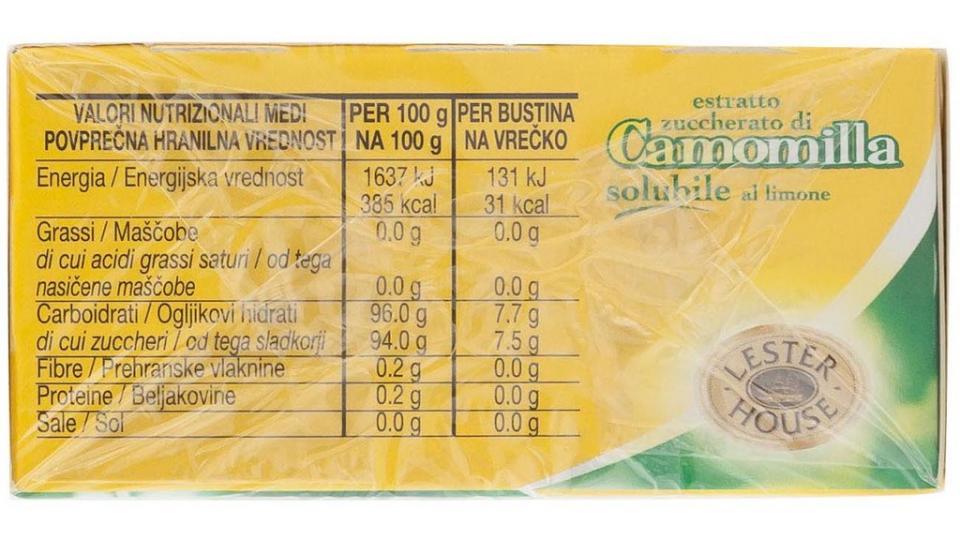 VALORI NUTRIZIONALI MEDI PER 100 g PER BUSTINA
POVPREČNA HRANILNA VREDNOST NA 100 g NA VREČKO
Energia / Energijska vrednost 1637 kJ 131 kJ
385 kcal 31 kcal
Grassi / Maščobe 0.0 g 0.0 g
di cui acidi grassi saturi / od tega
nasičene maščobe 0.0 g 0.0 g
Carboidrati / Ogljikovi hidrati 96.0 g 7.7 g
di cui zuccheri / od tega sladkorji 94.0 g 7.5 g
Fibre / Prehranske vlaknine 0.2 g 0.0 g
Proteine / Beljakovine 0.2 g 0.0 g
Sale / Sol 0.0 g 0.0 g
estratto
zuccherato di
Camomilla
solubile al limone
LESTER
HOUSE